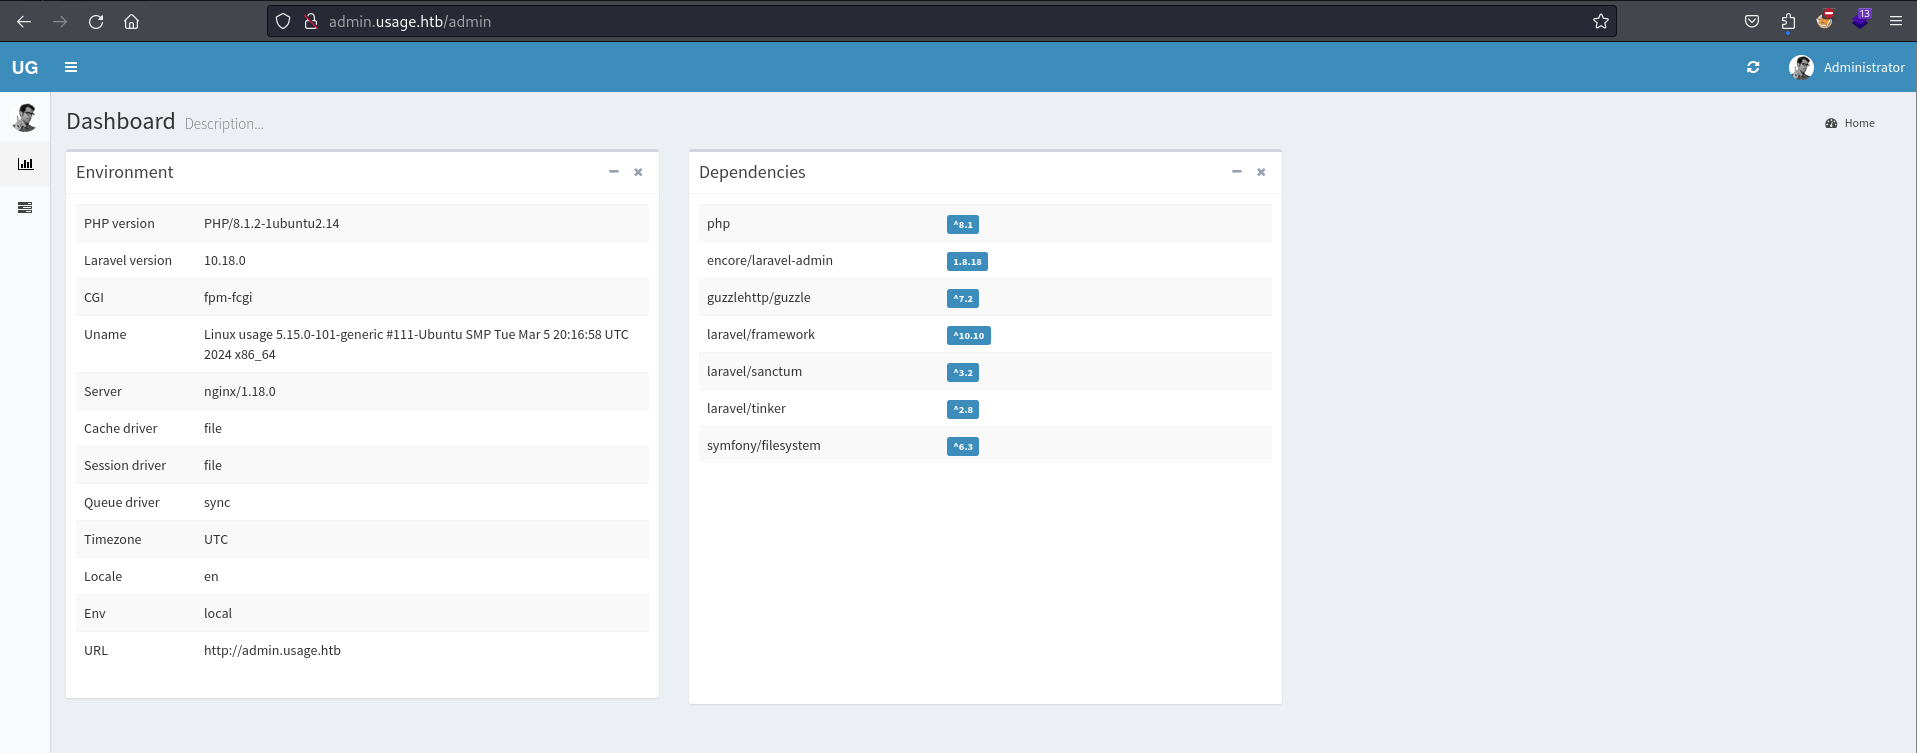 admin.usage.htb/admin
13
UG
Administrator
Dashboard Description...
Home
Environment
PHP version PHP/8.1.2-1ubuntu2.14
Laravel version 10.18.0
CGI fpm-fcgi
Uname Linux usage 5.15.0-101-generic #111-Ubuntu SMP Tue Mar 5 20:16:58 UTC
2024 x86_64
Server nginx/1.18.0
Cache driver file
Session driver file
Queue driver sync
Timezone UTC
Locale en
Env local
URL http://admin.usage.htb
Dependencies
php ^8.1
encore/laravel-admin 1.8.18
guzzlehttp/guzzle ^7.2
laravel/framework ^10.10
laravel/sanctum ^3.2
laravel/tinker ^2.8
symfony/filesystem ^6.3